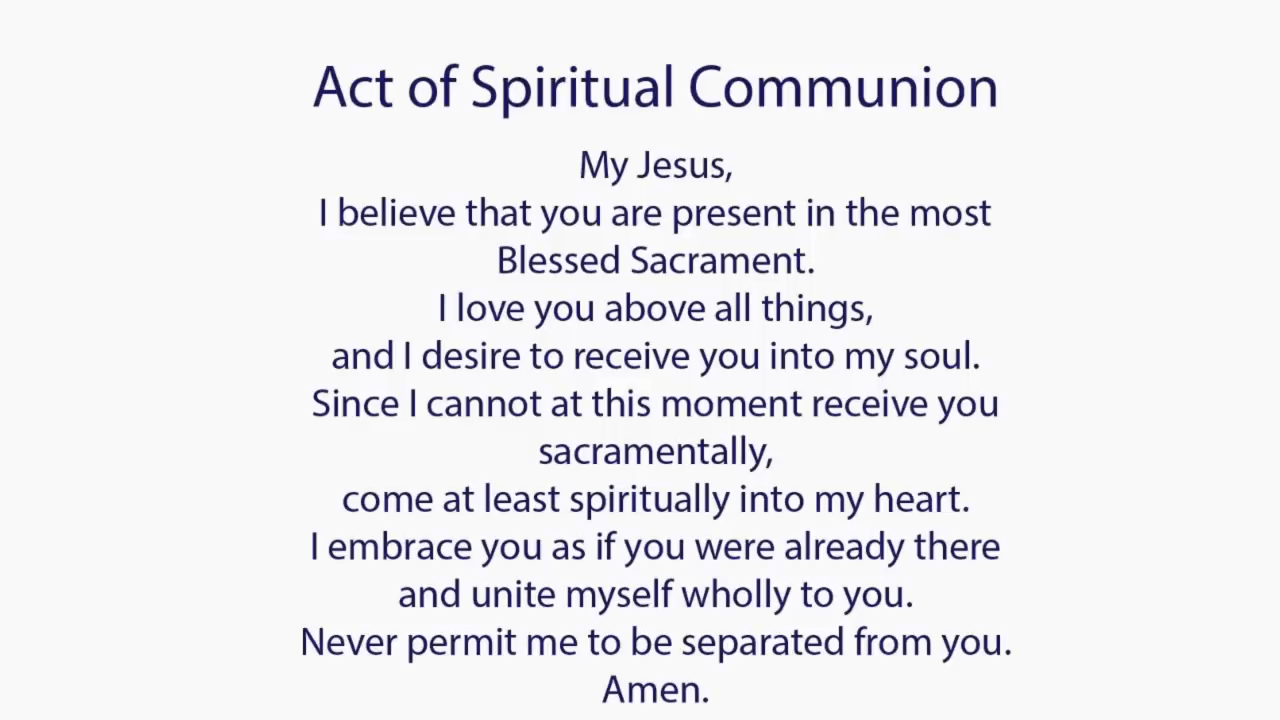 Act of Spiritual Communion
My Jesus,
I believe that you are present in the most
Blessed Sacrament.
I love you above all things,
and I desire to receive you into my soul.
Since I cannot at this moment receive you
sacramentally,
come at least spiritually into my heart.
I embrace you as if you were already there
and unite myself wholly to you.
Never permit me to be separated from you.
Amen.